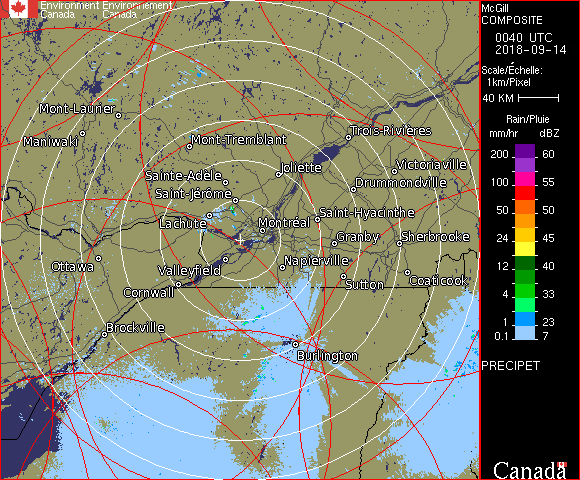 Environment Environnement
Canada Canada
McGill
COMPOSITE
0040 UTC
2018-09-14
Scale/Échelle:
1km/Pixel
40 KM
Rain/Pluie
mm/hr dBZ
200 60
100 55
50 50
24 45
12 40
4 33
1 23
0.1 7
PRECIPET
Canada
Mont-Laurier
Maniwaki
Mont-Tremblant
Trois-Rivières
Joliette
Victoriaville
Sainte-Adèle
Drummondville
Saint-Jérôme
Lachute
Montréal
Saint-Hyacinthe
Granby
Sherbrooke
Ottawa
Valleyfield
Napierville
Cornwall
Sutton
Coaticook
Brockville
Burlington